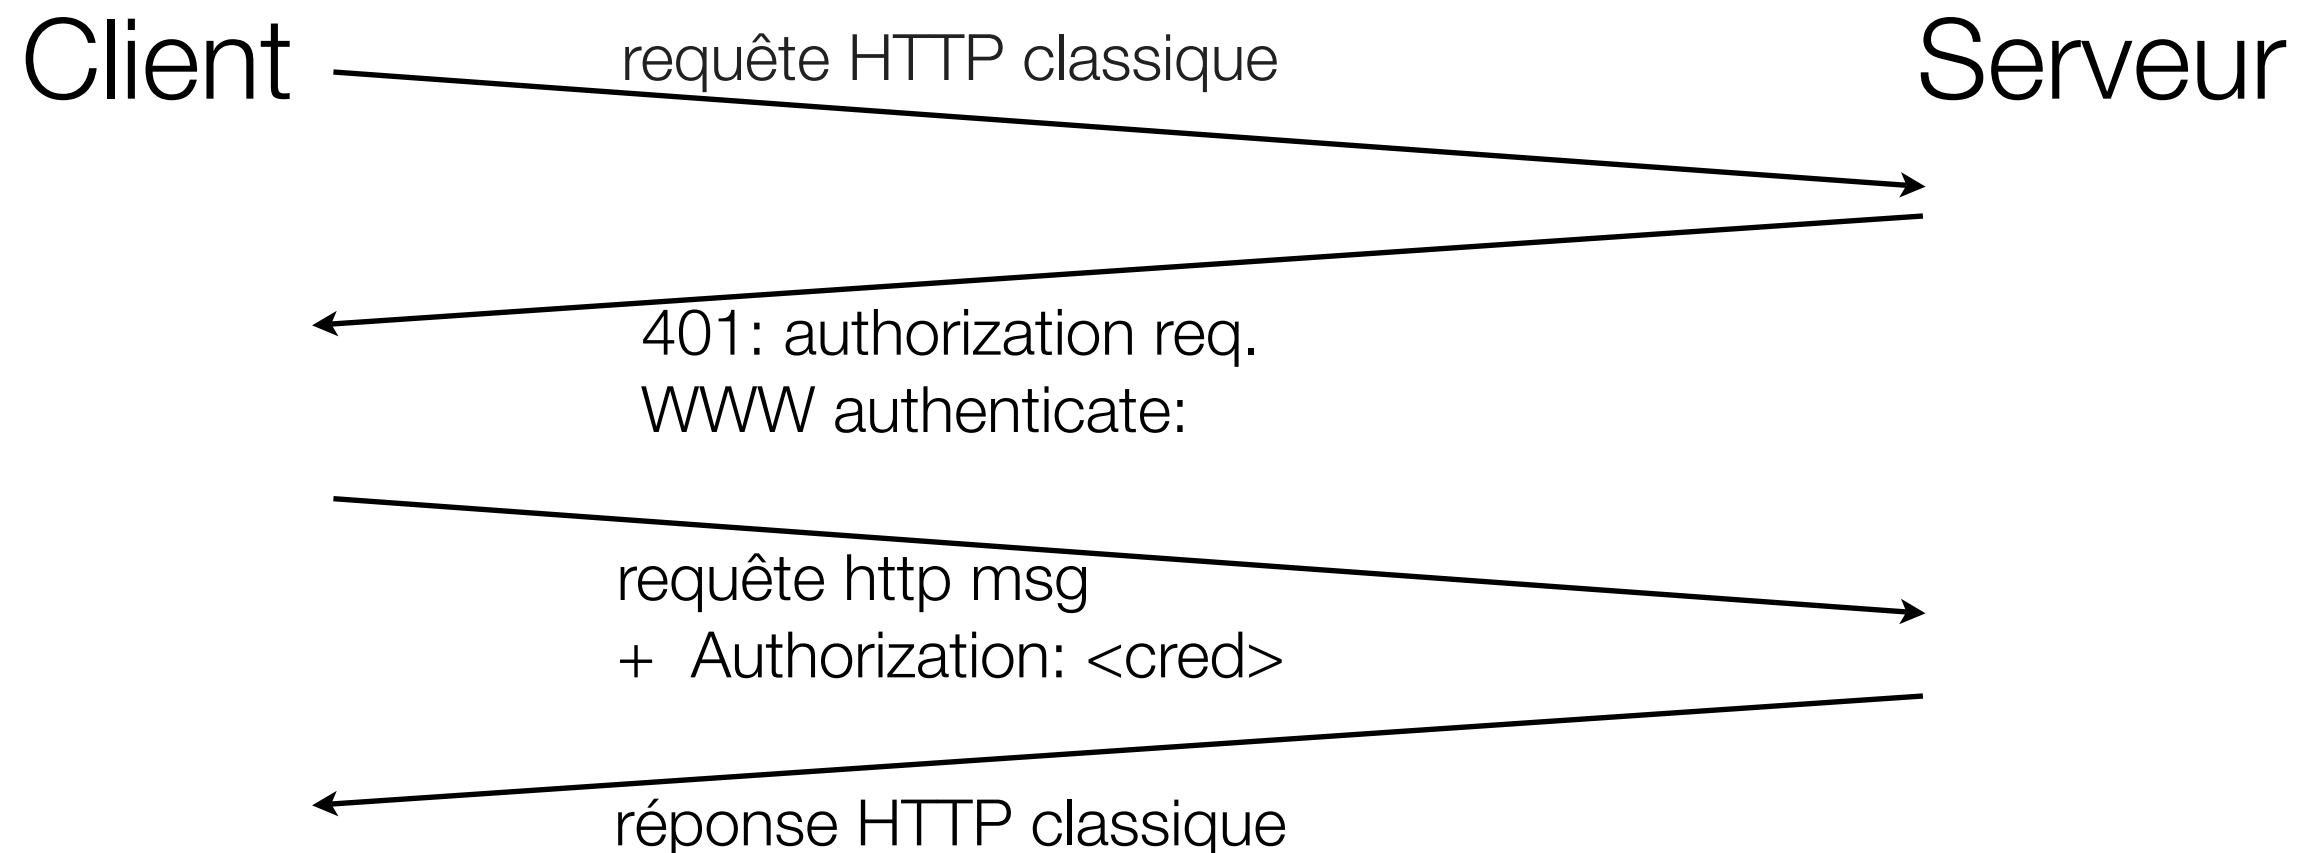 Client
requête HTTP classique
Serveur
401: authorization req.
WWW authenticate:
requête http msg
+ Authorization: <cred>
réponse HTTP classique